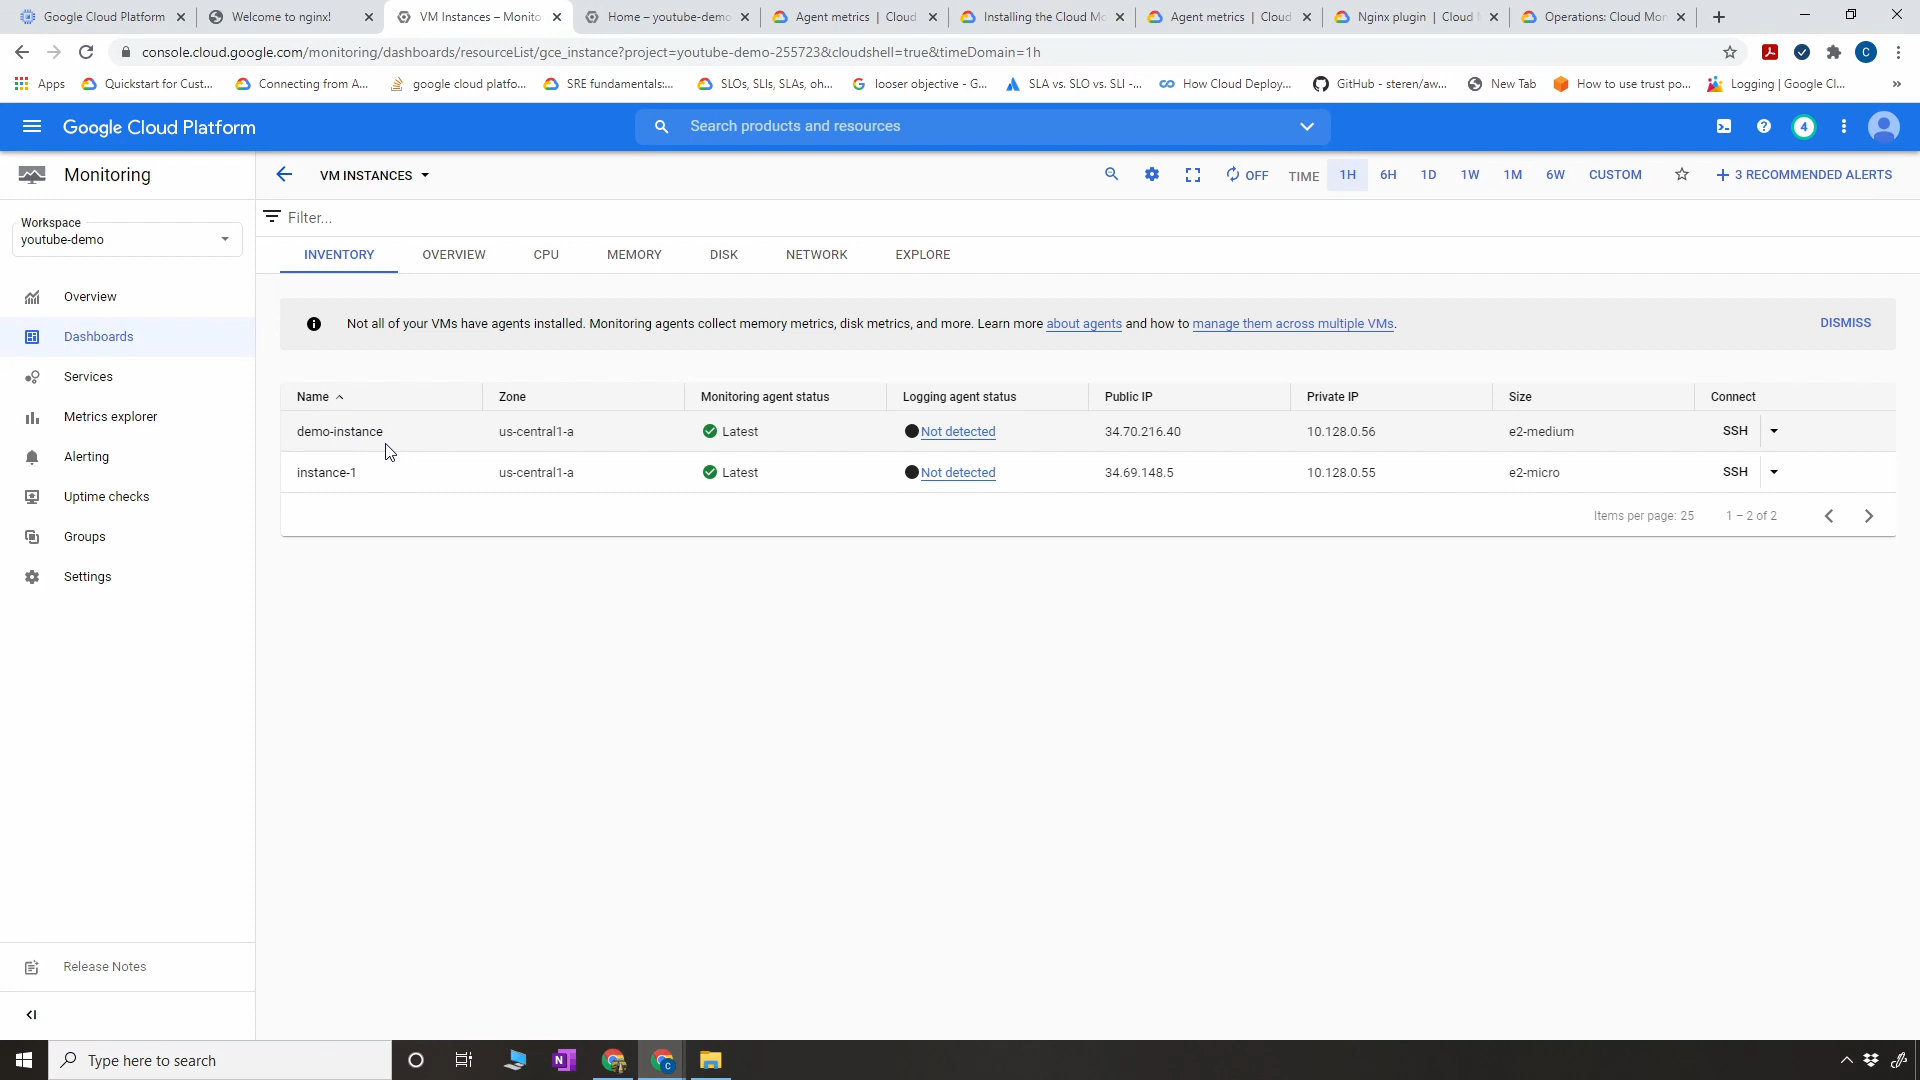 Google Cloud Platform
Welcome to nginx!
VM Instances – Monito
Home – youtube-demo
Agent metrics | Cloud
Installing the Cloud Mo
Agent metrics | Cloud
Nginx plugin | Cloud
Operations: Cloud Mon
console.cloud.google.com/monitoring/dashboards/resourceList/gce_instance?project=youtube-demo-255723&cloudshell=true&timeDomain=1h
C
Apps
Quickstart for Cust...
Connecting from A...
google cloud platfo...
SRE fundamentals:...
SLOs, SLIs, SLAs, oh...
looser objective - G...
SLA vs. SLO vs. SLI -...
How Cloud Deploy...
GitHub - steren/aw...
New Tab
How to use trust po...
Logging | Google Cl...
»
Google Cloud Platform
Search products and resources
4
Monitoring
VM INSTANCES
OFF
TIME
1H
6H
1D
1W
1M
6W
CUSTOM
3 RECOMMENDED ALERTS
Workspace
youtube-demo
Filter...
INVENTORY
OVERVIEW
CPU
MEMORY
DISK
NETWORK
EXPLORE
Overview
Dashboards
Services
Metrics explorer
Alerting
Uptime checks
Groups
Settings
Not all of your VMs have agents installed. Monitoring agents collect memory metrics, disk metrics, and more. Learn more about agents and how to manage them across multiple VMs.
DISMISS
Name
Zone
Monitoring agent status
Logging agent status
Public IP
Private IP
Size
Connect
demo-instance
us-central1-a
Latest
Not detected
34.70.216.40
10.128.0.56
e2-medium
SSH
instance-1
us-central1-a
Latest
Not detected
34.69.148.5
10.128.0.55
e2-micro
SSH
Items per page: 25
1 – 2 of 2
Release Notes
Type here to search
N
C